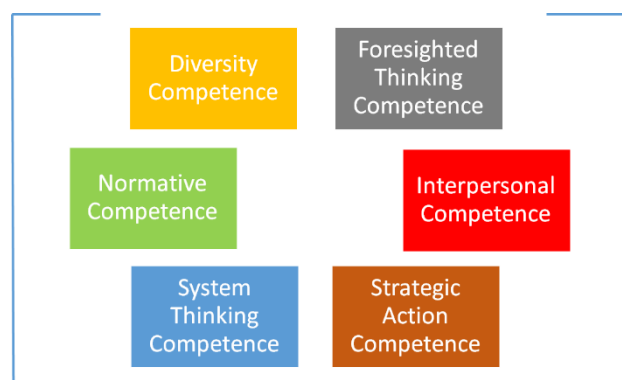 Diversity
Competence
Foresighted
Thinking
Competence
Normative
Competence
Interpersonal
Competence
System
Thinking
Competence
Strategic
Action
Competence